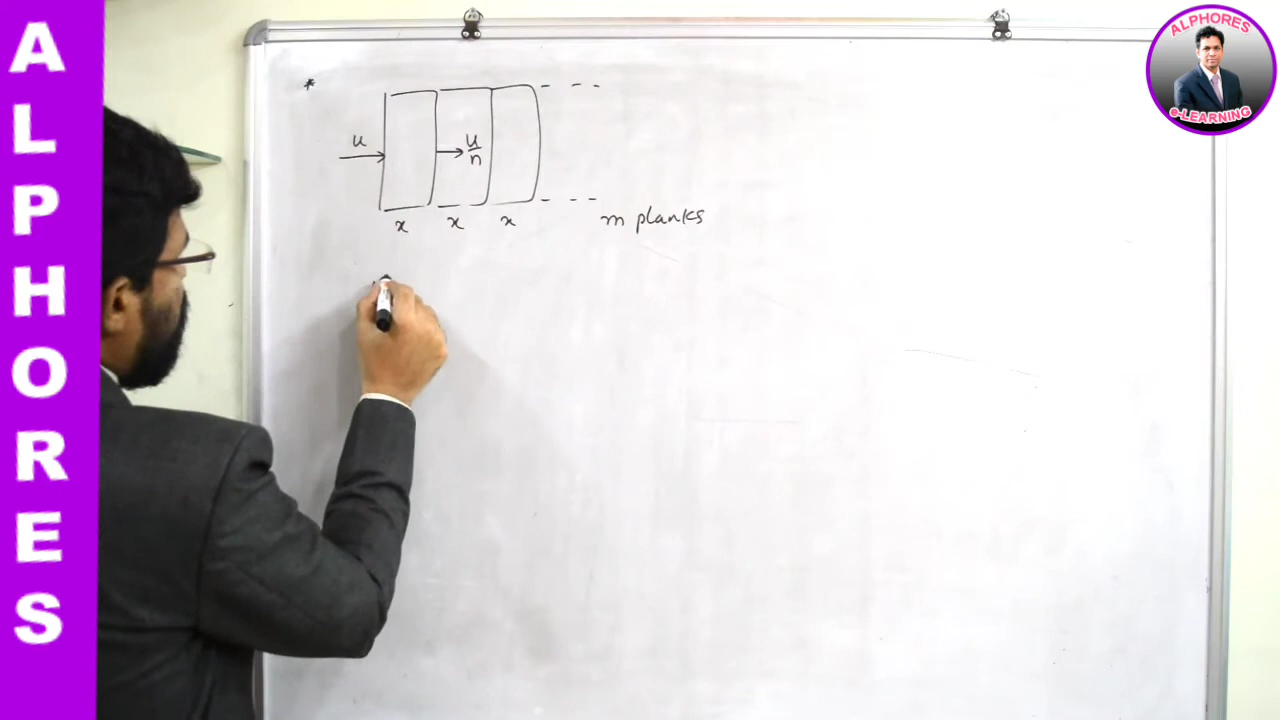 ALPHORES
ALPHORES
e-LEARNING
*
u
u/n
x x x m planks